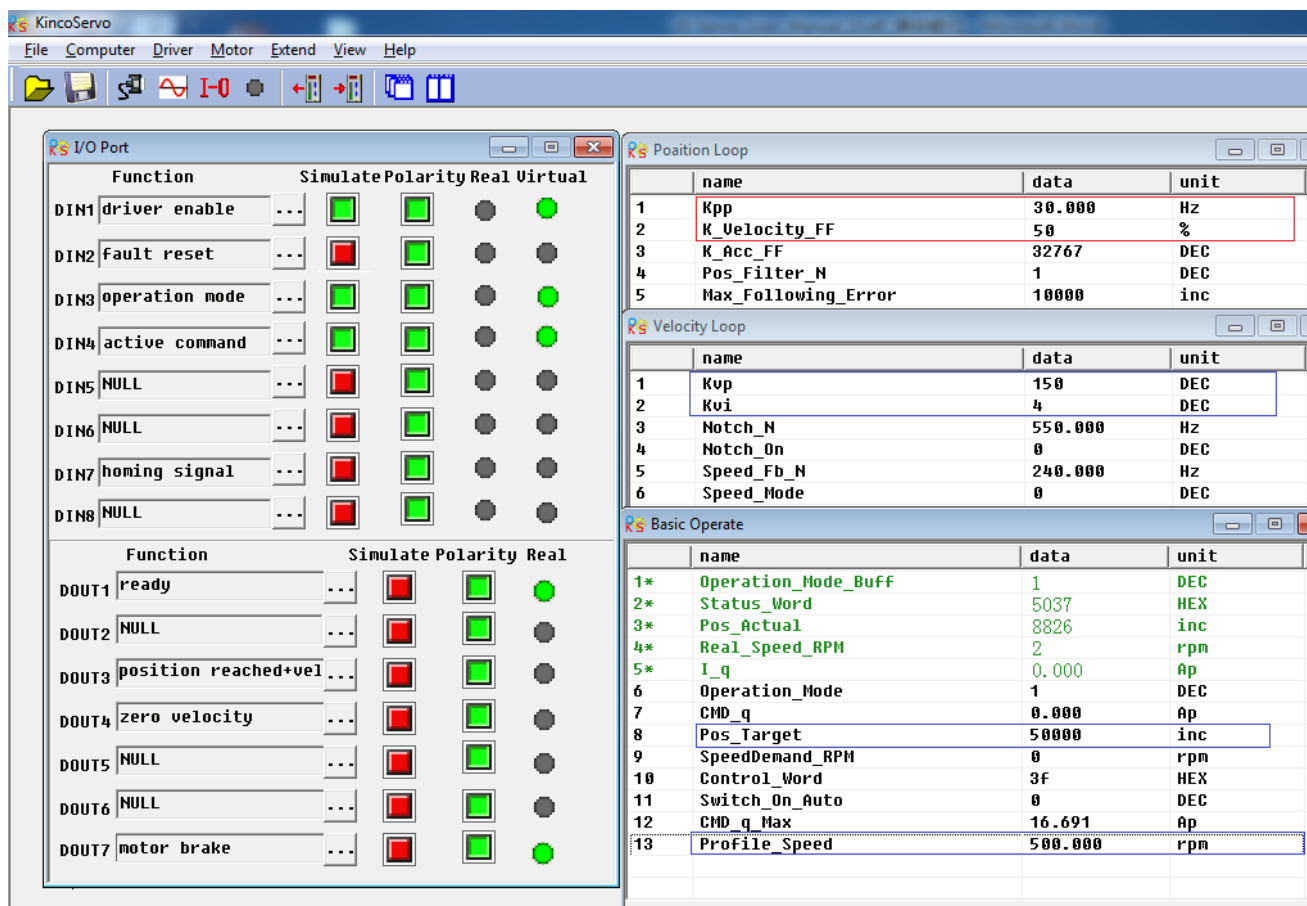 KincoServo
File Computer Driver Motor Extend View Help
I-O
I/O Port
Function Simulate Polarity Real Virtual
DIN1 driver enable ...
DIN2 fault reset ...
DIN3 operation mode ...
DIN4 active command ...
DIN5 NULL ...
DIN6 NULL ...
DIN7 homing signal ...
DIN8 NULL ...
Function Simulate Polarity Real
DOUT1 ready ...
DOUT2 NULL ...
DOUT3 position reached+vel ...
DOUT4 zero velocity ...
DOUT5 NULL ...
DOUT6 NULL ...
DOUT7 motor brake ...
Poaition Loop
name data unit
1 Kpp 30.000 Hz
2 K_Velocity_FF 50 %
3 K_Acc_FF 32767 DEC
4 Pos_Filter_N 1 DEC
5 Max_Following_Error 10000 inc
Velocity Loop
name data unit
1 Kvp 150 DEC
2 Kvi 4 DEC
3 Notch_N 550.000 Hz
4 Notch_On 0 DEC
5 Speed_Fb_N 240.000 Hz
6 Speed_Mode 0 DEC
Basic Operate
name data unit
1* Operation_Mode_Buff 1 DEC
2* Status_Word 5037 HEX
3* Pos_Actual 8826 inc
4* Real_Speed_RPM 2 rpm
5* I_q 0.000 Ap
6 Operation_Mode 1 DEC
7 CMD_q 0.000 Ap
8 Pos_Target 50000 inc
9 SpeedDemand_RPM 0 rpm
10 Control_Word 3f HEX
11 Switch_On_Auto 0 DEC
12 CMD_q_Max 16.691 Ap
13 Profile_Speed 500.000 rpm